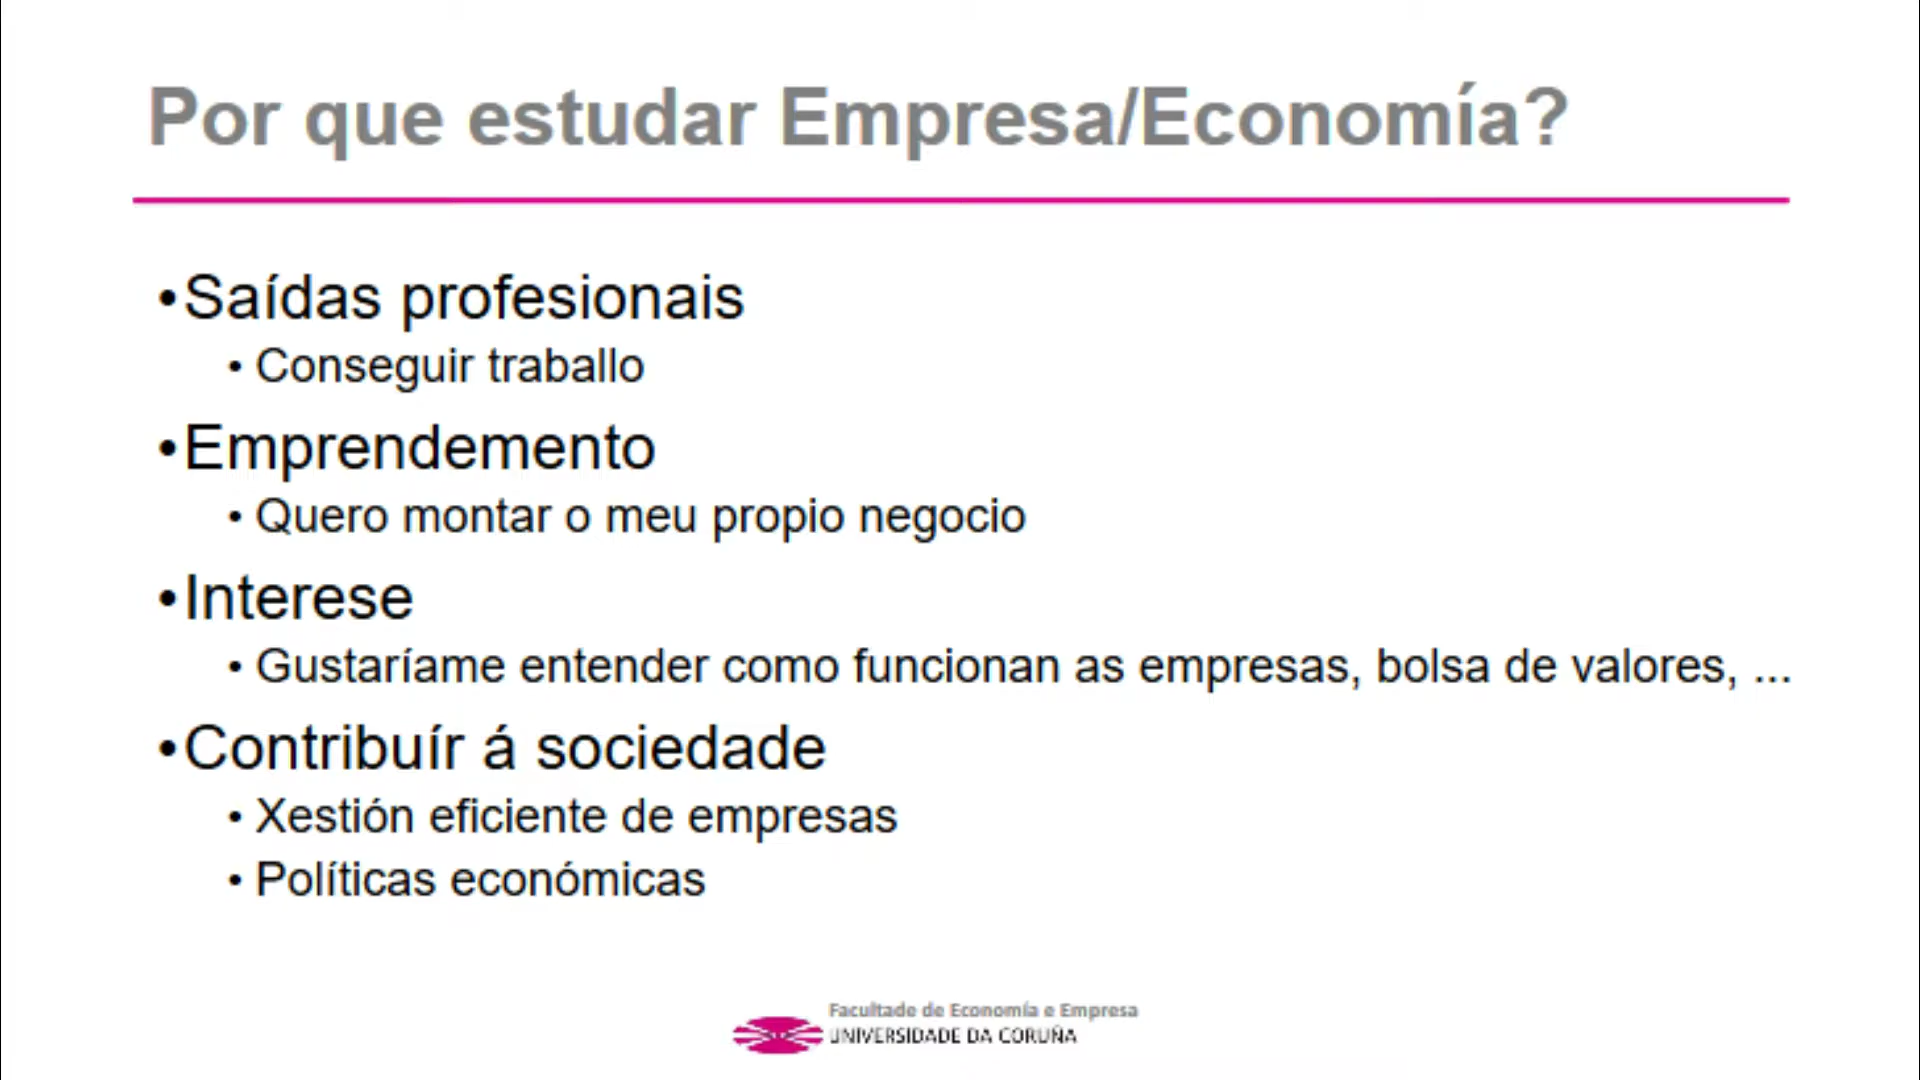 Por que estudar Empresa/Economía?
•Saídas profesionais
• Conseguir traballo
•Emprendemento
• Quero montar o meu propio negocio
•Interese
• Gustaríame entender como funcionan as empresas, bolsa de valores, ...
•Contribuír á sociedade
• Xestión eficiente de empresas
• Políticas económicas
Facultade de Economía e Empresa
UNIVERSIDADE DA CORUÑA